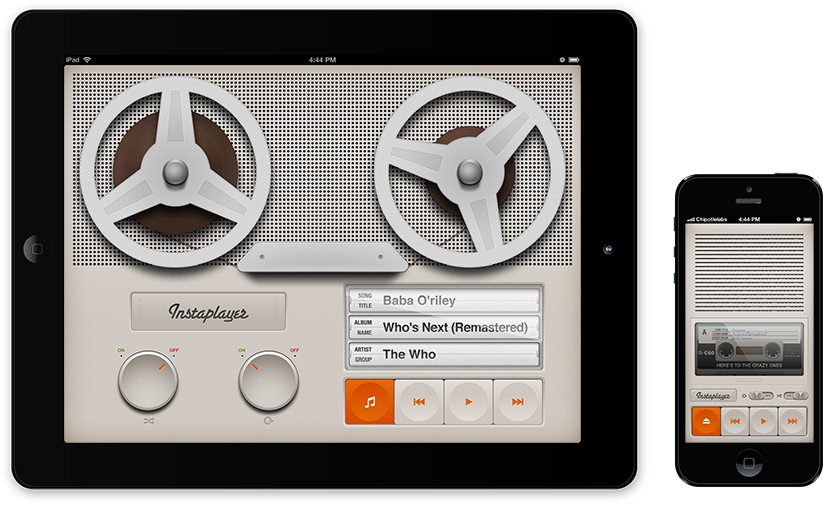 iPad 4:44 PM
Instaplayer
ON OFF ON OFF
SONG TITLE Baba O'riley
ALBUM NAME Who's Next (Remastered)
ARTIST GROUP The Who
Chipotlelabs 4:44 PM
A
D-C60
HERE'S TO THE CRAZY ONES
Instaplayer